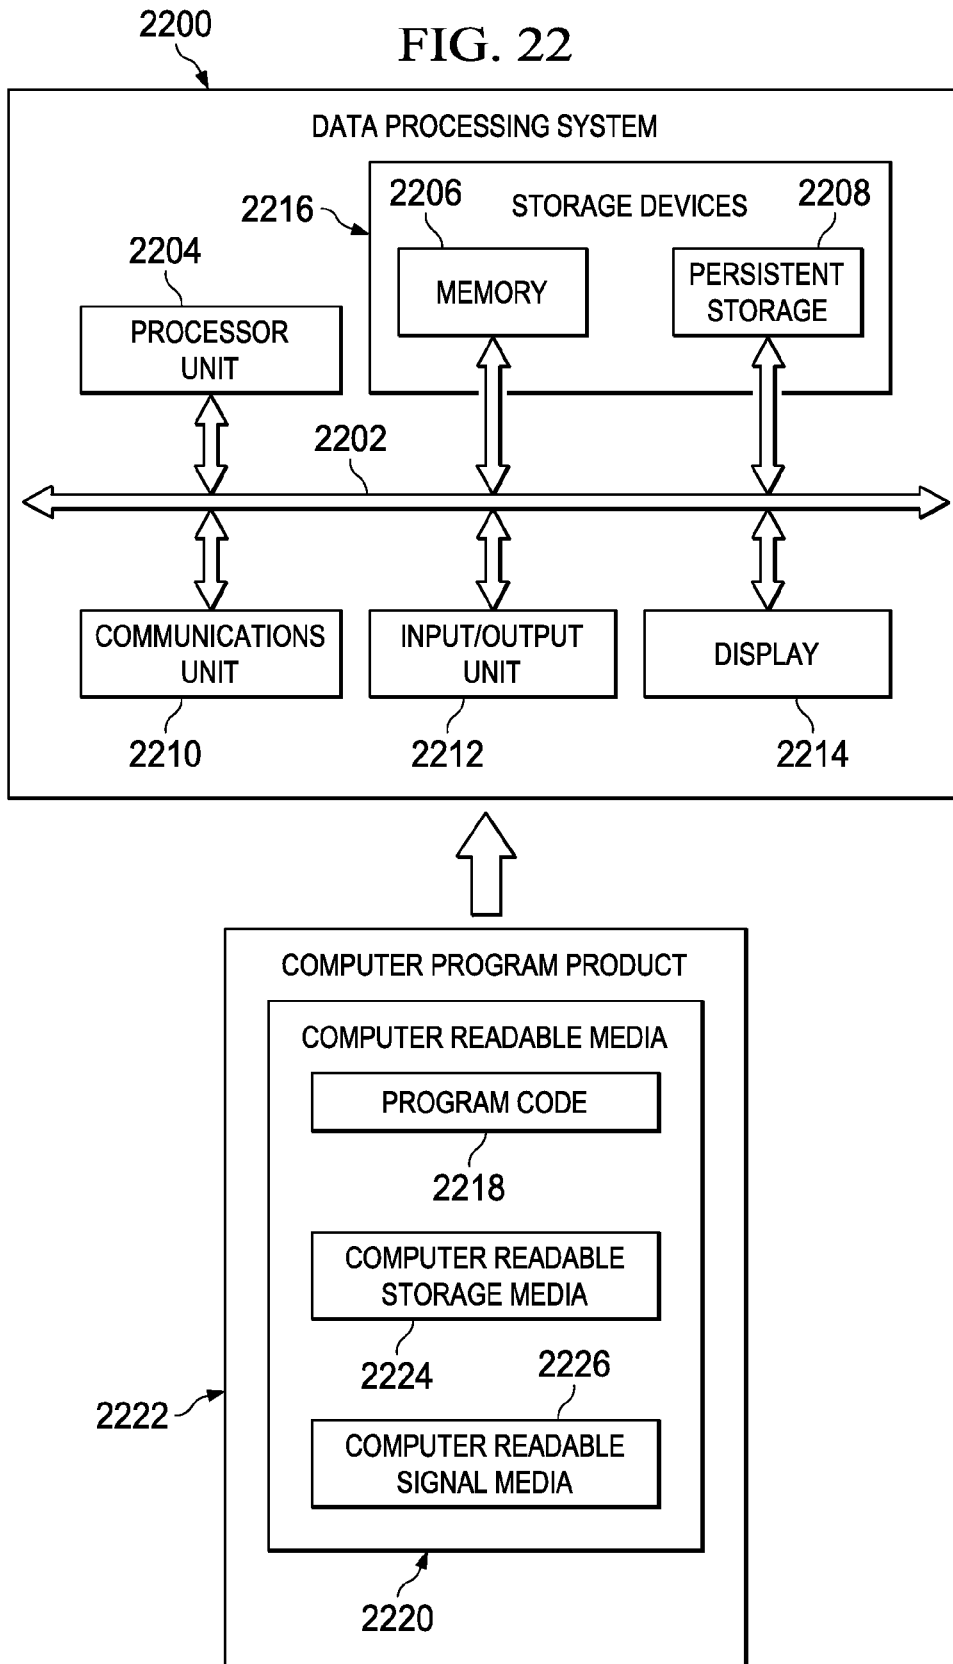 2200
FIG. 22
DATA PROCESSING SYSTEM
2216
2206
STORAGE DEVICES
2208
2204
MEMORY
PERSISTENT
STORAGE
PROCESSOR
UNIT
2202
COMMUNICATIONS
UNIT
INPUT/OUTPUT
UNIT
DISPLAY
2210
2212
2214
COMPUTER PROGRAM PRODUCT
COMPUTER READABLE MEDIA
PROGRAM CODE
2218
COMPUTER READABLE
STORAGE MEDIA
2224
2226
2222
COMPUTER READABLE
SIGNAL MEDIA
2220